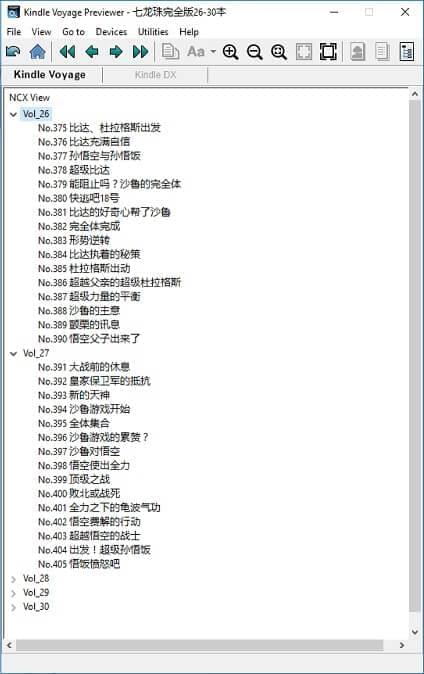 Kindle Voyage Previewer - 七龙珠完全版26-30本
File View Go to Devices Utilities Help
Aa
Kindle Voyage Kindle DX
NCX View
Vol_26
No.375 比达、杜拉格斯出发
No.376 比达充满自信
No.377 孙悟空与孙悟饭
No.378 超级比达
No.379 能阻止吗？沙鲁的完全体
No.380 快逃吧18号
No.381 比达的好奇心帮了沙鲁
No.382 完全体完成
No.383 形势逆转
No.384 比达执着的秘策
No.385 杜拉格斯出动
No.386 超越父亲的超级杜拉格斯
No.387 超级力量的平衡
No.388 沙鲁的主意
No.389 颤栗的讯息
No.390 悟空父子出来了
Vol_27
No.391 大战前的休息
No.392 皇家保卫军的抵抗
No.393 新的天神
No.394 沙鲁游戏开始
No.395 全体集合
No.396 沙鲁游戏的累赘？
No.397 沙鲁对悟空
No.398 悟空使出全力
No.399 顶级之战
No.400 败北或战死
No.401 全力之下的龟波气功
No.402 悟空费解的行动
No.403 超越悟空的战士
No.404 出发！超级孙悟饭
No.405 悟饭愤怒吧
Vol_28
Vol_29
Vol_30